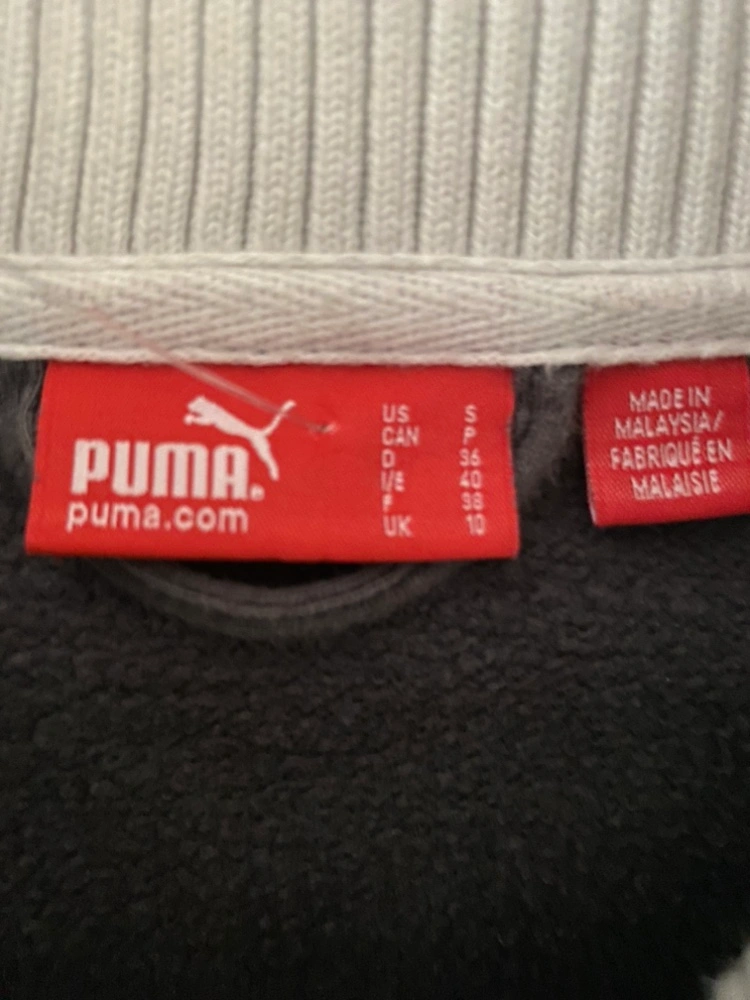 PUMA
puma.com
US S
CAN P
D 36
I/E 40
F 38
UK 10
MADE IN
MALAYSIA/
FABRIQUÉ EN
MALAISIE